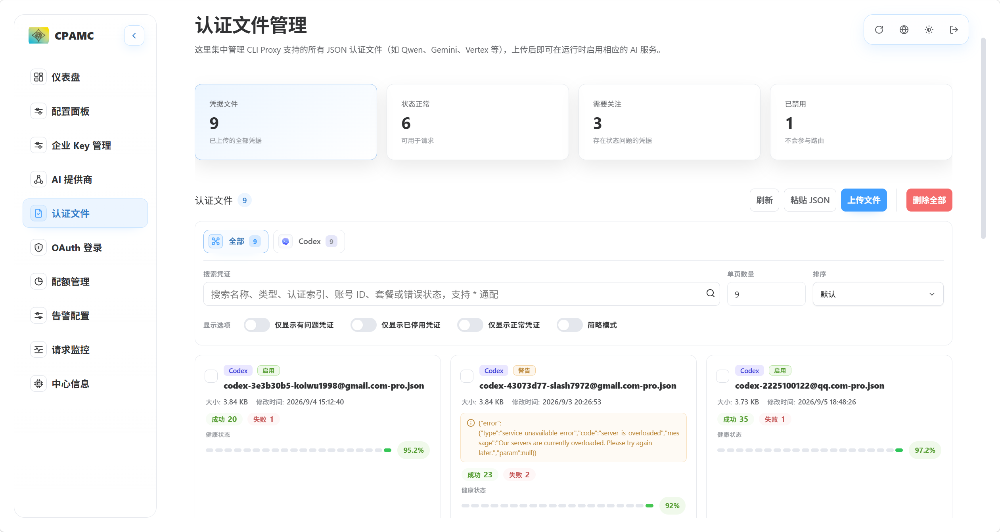 CPAMC
仪表盘
配置面板
企业 Key 管理
AI 提供商
认证文件
OAuth 登录
配额管理
告警配置
请求监控
中心信息
认证文件管理
这里集中管理 CLI Proxy 支持的所有 JSON 认证文件（如 Qwen、Gemini、Vertex 等），上传后即可在运行时启用相应的 AI 服务。
凭据文件
9
已上传的全部凭据
状态正常
6
可用于请求
需要关注
3
存在状态问题的凭据
已禁用
1
不会参与路由
认证文件 9
刷新
粘贴 JSON
上传文件
删除全部
全部 9
Codex 9
搜索凭证
搜索名称、类型、认证索引、账号 ID、套餐或错误状态，支持 * 通配
单页数量
9
排序
默认
显示选项
仅显示有问题凭证
仅显示已停用凭证
仅显示正常凭证
简略模式
Codex 启用
codex-3e3b30b5-koiwu1998@gmail.com-pro.json
大小: 3.84 KB 修改时间: 2026/9/4 15:12:40
成功 20 失败 1
健康状态
95.2%
Codex 警告
codex-43073d77-slash7972@gmail.com-pro.json
大小: 3.84 KB 修改时间: 2026/9/3 20:26:53
{"error":
{"type":"service_unavailable_error","code":"server_is_overloaded","mes
sage":"Our servers are currently overloaded. Please try again
later.","param":null}}
成功 23 失败 2
健康状态
92%
Codex 启用
codex-2225100122@qq.com-pro.json
大小: 3.73 KB 修改时间: 2026/9/5 18:48:26
成功 35 失败 1
健康状态
97.2%